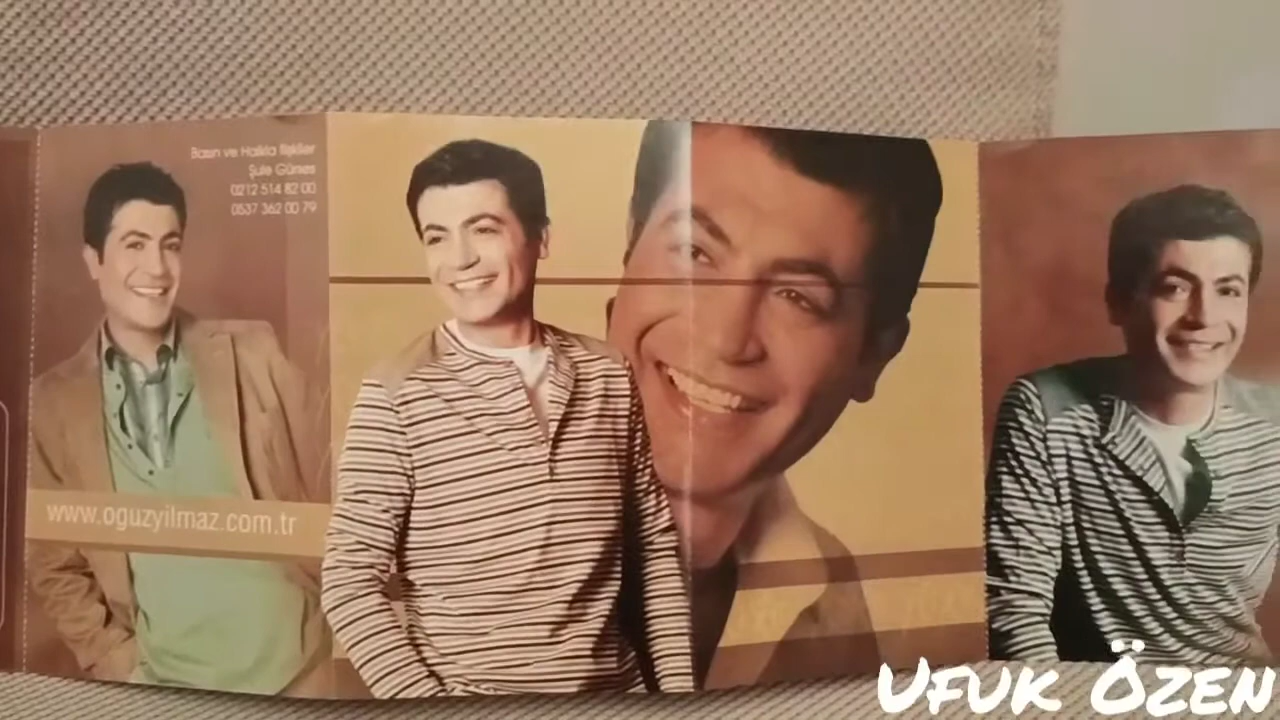 Basın ve Halkla İlişkiler
Şule Güneş
0212 514 82 00
0537 362 00 79
www.oguzyilmaz.com.tr
Ufuk Özen